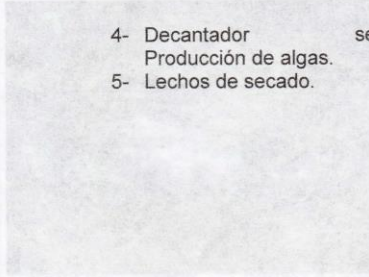 4- Decantador
Producción de algas.
5- Lechos de secado.